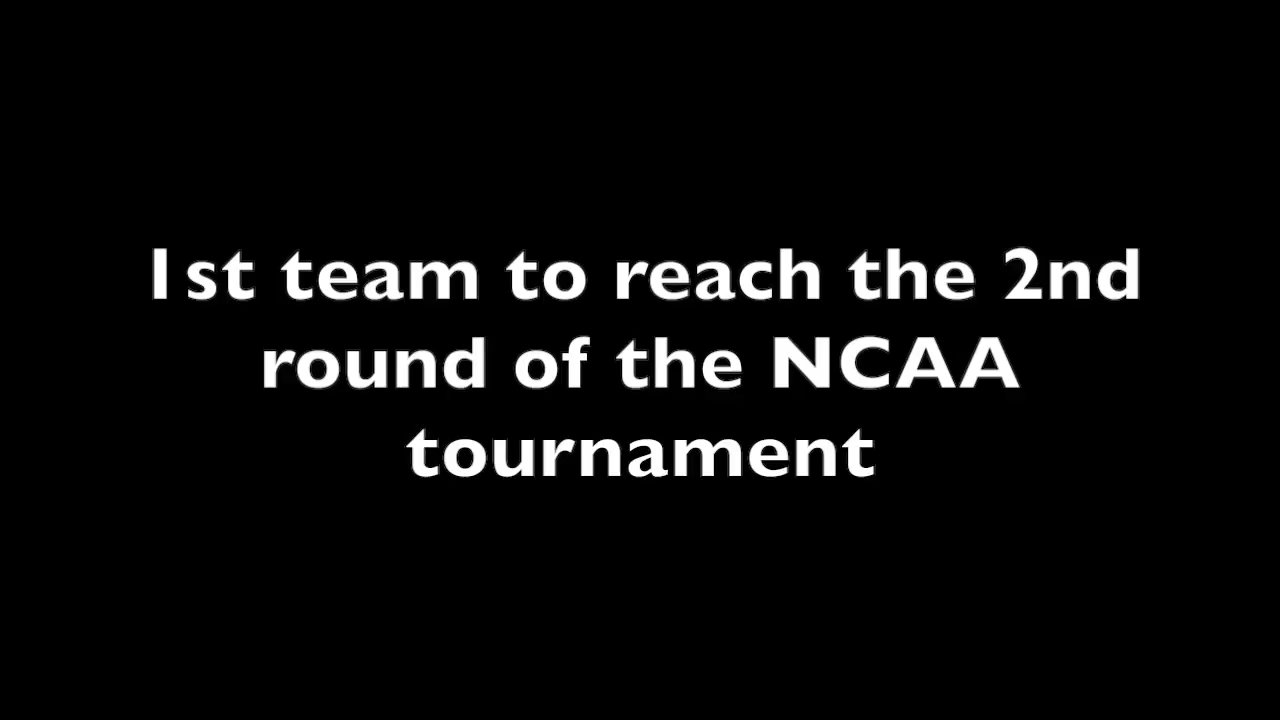 1st team to reach the 2nd
round of the NCAA
tournament